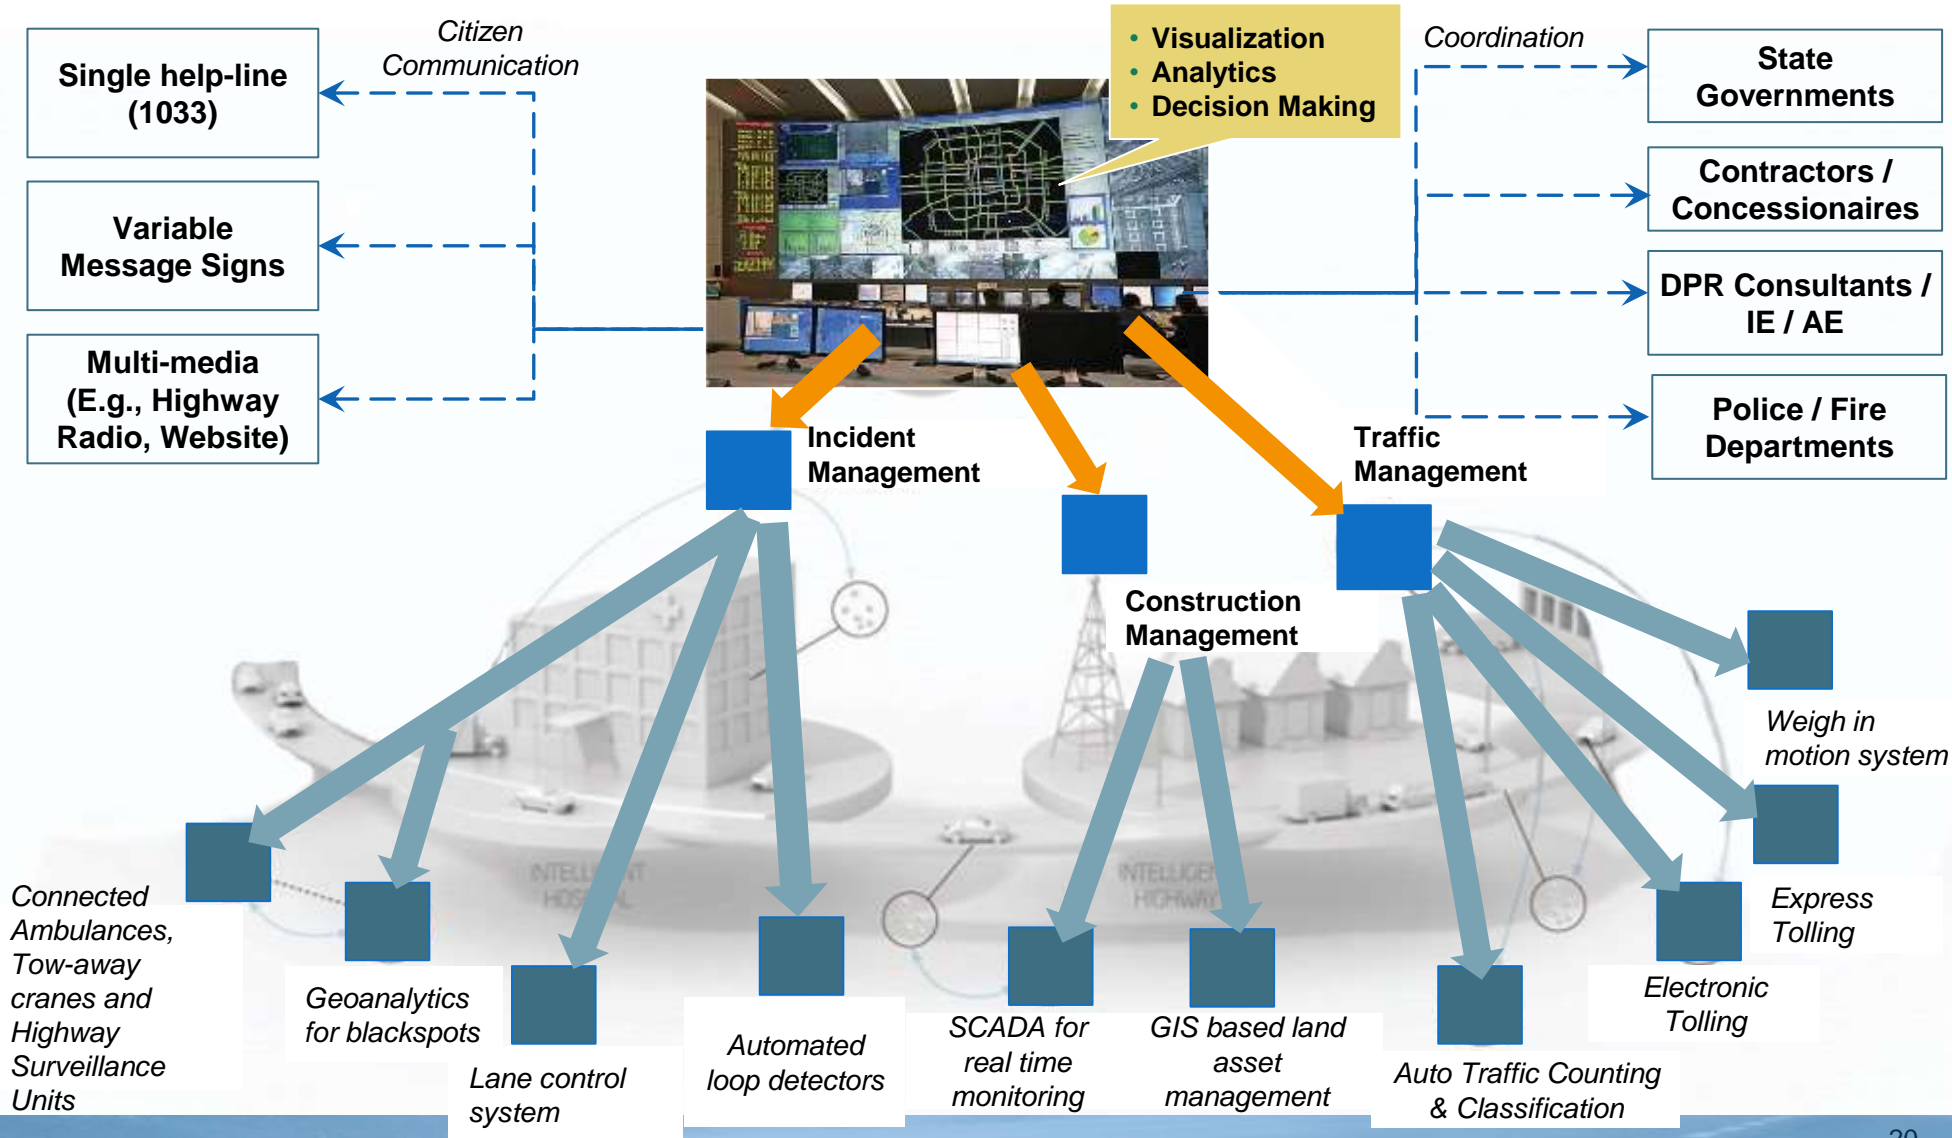 Citizen
Communication
Single help-line
(1033)
Variable
Message Signs
Multi-media
(E.g., Highway
Radio, Website)
• Visualization
• Analytics
• Decision Making
Coordination
State
Governments
Contractors /
Concessionaires
DPR Consultants /
IE / AE
Police / Fire
Departments
Incident
Management
Construction
Management
Traffic
Management
Connected
Ambulances,
Tow-away
cranes and
Highway
Surveillance
Units
Geoanalytics
for blackspots
Lane control
system
Automated
loop detectors
SCADA for
real time
monitoring
GIS based land
asset
management
Auto Traffic Counting
& Classification
Electronic
Tolling
Express
Tolling
Weigh in
motion system
INTELLIGENT